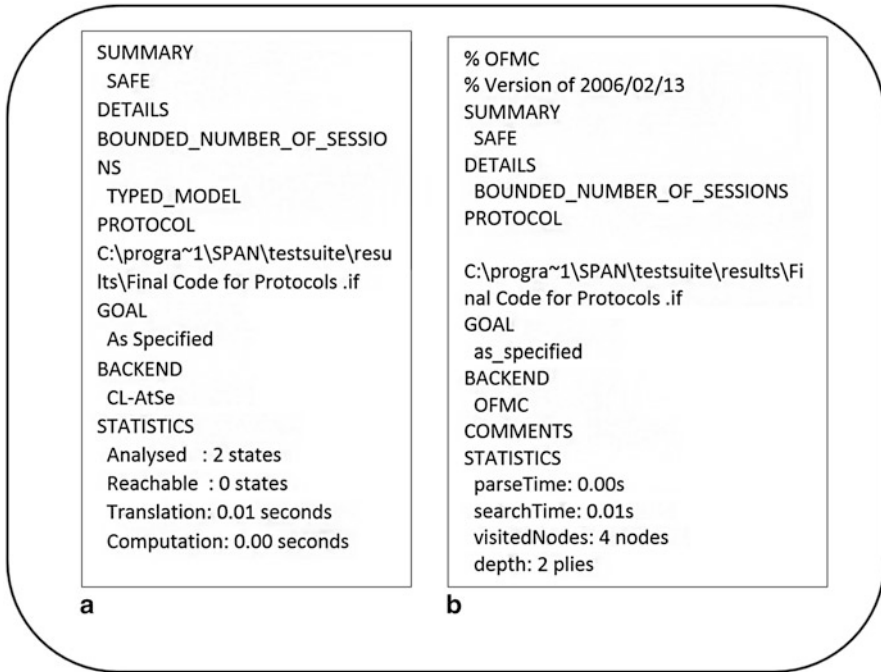 SUMMARY
SAFE
DETAILS
BOUNDED_NUMBER_OF_SESSIO
NS
TYPED_MODEL
PROTOCOL
C:\progra~1\SPAN\testsuite\resu
lts\Final Code for Protocols .if
GOAL
As Specified
BACKEND
CL-AtSe
STATISTICS
Analysed : 2 states
Reachable : 0 states
Translation: 0.01 seconds
Computation: 0.00 seconds
a
% OFMC
% Version of 2006/02/13
SUMMARY
SAFE
DETAILS
BOUNDED_NUMBER_OF_SESSIONS
PROTOCOL
C:\progra~1\SPAN\testsuite\results\Fi
nal Code for Protocols .if
GOAL
as_specified
BACKEND
OFMC
COMMENTS
STATISTICS
parseTime: 0.00s
searchTime: 0.01s
visitedNodes: 4 nodes
depth: 2 plies
b